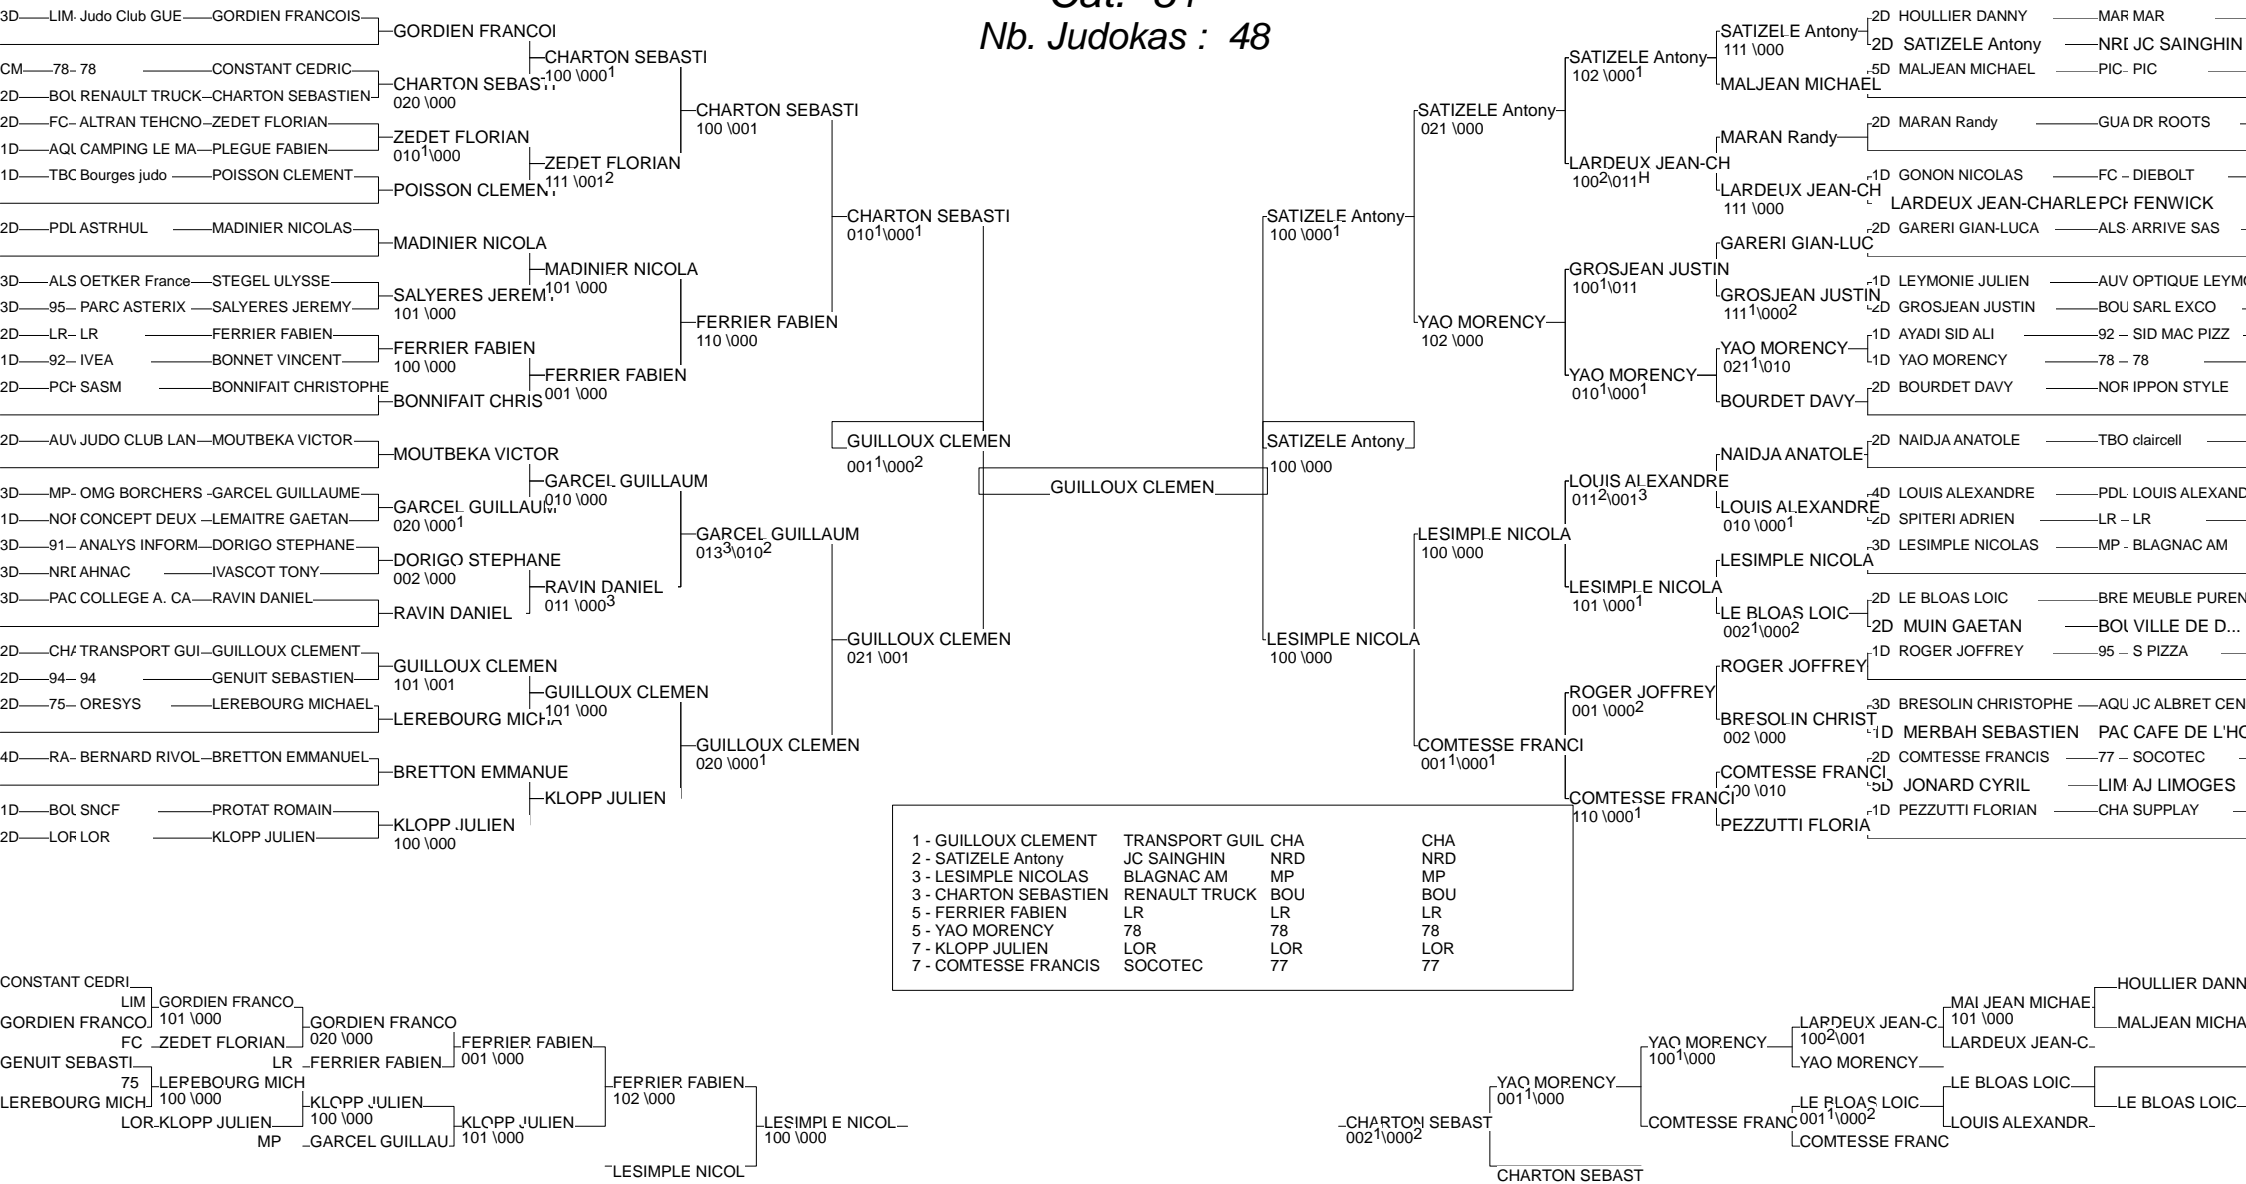 Nb. Judokas : 48
3D LIM Judo Club GUE GORDIEN FRANCOIS
CM 78 78 CONSTANT CEDRIC
2D BOU RENAULT TRUCK CHARTON SEBASTIEN
2D FC ALTRAN TEHCNO ZEDET FLORIAN
1D AQU CAMPING LE MA PLEGUE FABIEN
1D TBO Bourges judo POISSON CLEMENT
2D PDL ASTRHUL MADINIER NICOLAS
3D ALS OETKER France STEGEL ULYSSE
3D 95 PARC ASTERIX SALYERES JEREMY
2D LR LR FERRIER FABIEN
1D 92 IVEA BONNET VINCENT
2D PCH SASM BONNIFAIT CHRISTOPHE
2D AUV JUDO CLUB LAN MOUTBEKA VICTOR
3D MP OMG BORCHERS GARCEL GUILLAUME
1D NOR CONCEPT DEUX LEMAITRE GAETAN
3D 91 ANALYS INFORM DORIGO STEPHANE
3D NRD AHNAC IVASCOT TONY
3D PAC COLLEGE A. CA RAVIN DANIEL
2D CHA TRANSPORT GUI GUILLOUX CLEMENT
2D 94 94 GENUIT SEBASTIEN
2D 75 ORESYS LEREBOURG MICHAEL
4D RA BERNARD RIVOL BRETTON EMMANUEL
1D BOU SNCF PROTAT ROMAIN
2D LOR LOR KLOPP JULIEN
GORDIEN FRANCOI
CHARTON SEBASTI
020 \000
ZEDET FLORIAN
010 1\000
POISSON CLEMENT
MADINIER NICOLA
SALYERES JEREMY
101 \000
FERRIER FABIEN
100 \000
BONNIFAIT CHRIS
MOUTBEKA VICTOR
GARCEL GUILLAUM
020 \000 1
DORIGO STEPHANE
002 \000
RAVIN DANIEL
GUILLOUX CLEMEN
101 \001
LEREBOURG MICHA
BRETTON EMMANUE
KLOPP JULIEN
100 \000
CHARTON SEBASTI
100 \000 1
ZEDET FLORIAN
111 \001 2
MADINIER NICOLA
101 \000
FERRIER FABIEN
001 \000
GARCEL GUILLAUM
010 \000
RAVIN DANIEL
011 \000 3
GUILLOUX CLEMEN
101 \000
KLOPP JULIEN
CHARTON SEBASTI
100 \001
FERRIER FABIEN
110 \000
GARCEL GUILLAUM
013 3\010 2
GUILLOUX CLEMEN
020 \000 1
CHARTON SEBASTI
010 1\000 1
GUILLOUX CLEMEN
021 \001
GUILLOUX CLEMEN
001 1\000 2
GUILLOUX CLEMEN
SATIZELE Antony
100 \000
SATIZELE Antony
100 \000 1
LESIMPLE NICOLA
100 \000
SATIZELE Antony
021 \000
YAO MORENCY
102 \000
LESIMPLE NICOLA
100 \000
COMTESSE FRANCI
001 1\000 1
SATIZELE Antony
102 \000 1
LARDEUX JEAN-CH
100 2\011 H
GROSJEAN JUSTIN
100 1\011
YAO MORENCY
010 1\000 1
LOUIS ALEXANDRE
011 2\001 3
LESIMPLE NICOLA
101 \000 1
ROGER JOFFREY
001 \000 2
COMTESSE FRANCI
110 \000 1
SATIZELE Antony
111 \000
MALJEAN MICHAEL
MARAN Randy
LARDEUX JEAN-CH
111 \000
GARERI GIAN-LUC
GROSJEAN JUSTIN
111 1\000 2
YAO MORENCY
021 1\010
BOURDET DAVY
NAIDJA ANATOLE
LOUIS ALEXANDRE
010 \000 1
LESIMPLE NICOLA
LE BLOAS LOIC
002 1\000 2
ROGER JOFFREY
BRESOLIN CHRIST
002 \000
COMTESSE FRANCI
100 \010
PEZZUTTI FLORIA
2D HOULLIER DANNY MAR MAR
2D SATIZELE Antony NRD JC SAINGHIN
5D MALJEAN MICHAEL PIC PIC
2D MARAN Randy GUA DR ROOTS
1D GONON NICOLAS FC DIEBOLT
LARDEUX JEAN-CHARLE PCH FENWICK
2D GARERI GIAN-LUCA ALS ARRIVE SAS
1D LEYMONIE JULIEN AUV OPTIQUE LEYMO
2D GROSJEAN JUSTIN BOU SARL EXCO
1D AYADI SID ALI 92 SID MAC PIZZ
1D YAO MORENCY 78 78
2D BOURDET DAVY NOR IPPON STYLE
2D NAIDJA ANATOLE TBO claircell
4D LOUIS ALEXANDRE PDL LOUIS ALEXAND
2D SPITERI ADRIEN LR LR
3D LESIMPLE NICOLAS MP BLAGNAC AM
2D LE BLOAS LOIC BRE MEUBLE PUREN
2D MUIN GAETAN BOU VILLE DE D...
1D ROGER JOFFREY 95 S PIZZA
3D BRESOLIN CHRISTOPHE AQU JC ALBRET CEN
1D MERBAH SEBASTIEN PAC CAFE DE L'HO
2D COMTESSE FRANCIS 77 SOCOTEC
5D JONARD CYRIL LIM AJ LIMOGES
1D PEZZUTTI FLORIAN CHA SUPPLAY
1 - GUILLOUX CLEMENT TRANSPORT GUIL CHA CHA
2 - SATIZELE Antony JC SAINGHIN NRD NRD
3 - LESIMPLE NICOLAS BLAGNAC AM MP MP
3 - CHARTON SEBASTIEN RENAULT TRUCK BOU BOU
5 - FERRIER FABIEN LR LR LR
5 - YAO MORENCY 78 78 78
7 - KLOPP JULIEN LOR LOR LOR
7 - COMTESSE FRANCIS SOCOTEC 77 77
CONSTANT CEDRI
LIM
GORDIEN FRANCO
FC
GENUIT SEBASTI
75
LEREBOURG MICH
LOR
GORDIEN FRANCO
101 \000
ZEDET FLORIAN
LR
LEREBOURG MICH
100 \000
KLOPP JULIEN
MP
GORDIEN FRANCO
020 \000
FERRIER FABIEN
KLOPP JULIEN
100 \000
GARCEL GUILLAU
FERRIER FABIEN
001 \000
KLOPP JULIEN
101 \000
FERRIER FABIEN
102 \000
LESIMPLE NICOL
LESIMPLE NICOL
100 \000
CHARTON SEBAST
002 1\000 2
YAO MORENCY
001 1\000
CHARTON SEBAST
YAO MORENCY
100 1\000
COMTESSE FRANC
LARDEUX JEAN-C
100 2\001
YAO MORENCY
LE BLOAS LOIC
001 1\000 2
COMTESSE FRANC
MALJEAN MICHAE
101 \000
LARDEUX JEAN-C
LE BLOAS LOIC
LOUIS ALEXANDR
HOULLIER DANN
MALJEAN MICHA
LE BLOAS LOIC